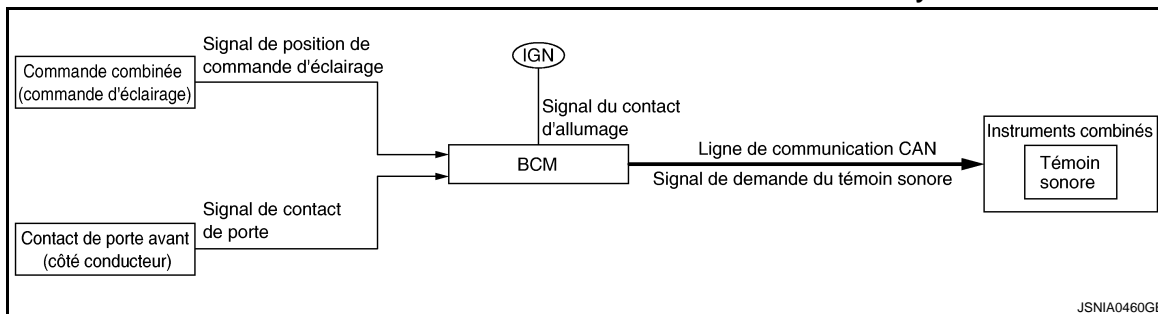 Commande combinée
(commande d'éclairage)
Signal de position de
commande d'éclairage
IGN
Signal du contact
d'allumage
BCM
Ligne de communication CAN
Signal de demande du témoin sonore
Instruments combinés
Témoin
sonore
Signal de contact
de porte
Contact de porte avant
(côté conducteur)